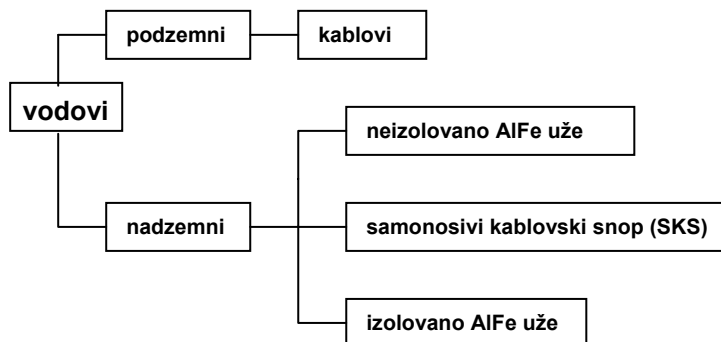 podzemni
kablovi
vodovi
neizolovano AlFe uže
nadzemni
samonosivi kablovski snop (SKS)
izolovano AlFe uže